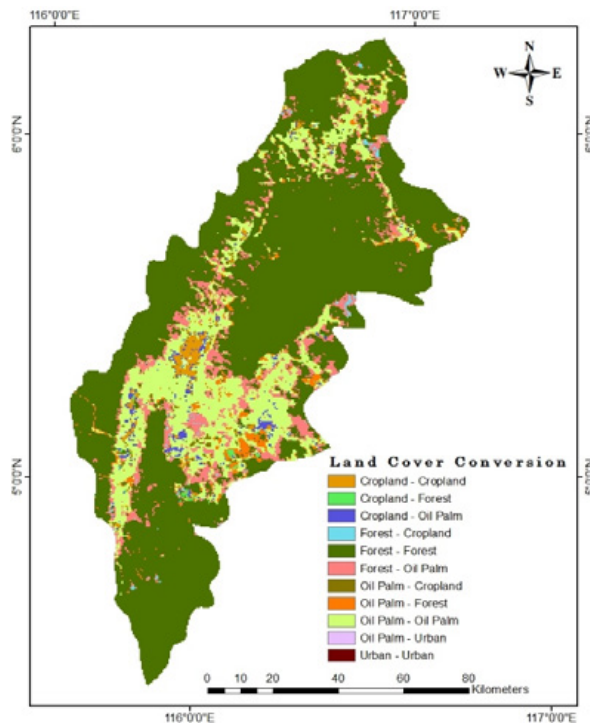 116°0'0"E 117°0'0"E
N
W E
S
6°0'0"N 6°0'0"N
5°0'0"N 5°0'0"N
Land Cover Conversion
Cropland - Cropland
Cropland - Forest
Cropland - Oil Palm
Forest - Cropland
Forest - Forest
Forest - Oil Palm
Oil Palm - Cropland
Oil Palm - Forest
Oil Palm - Oil Palm
Oil Palm - Urban
Urban - Urban
0 10 20 40 60 80
Kilometers
116°0'0"E 117°0'0"E